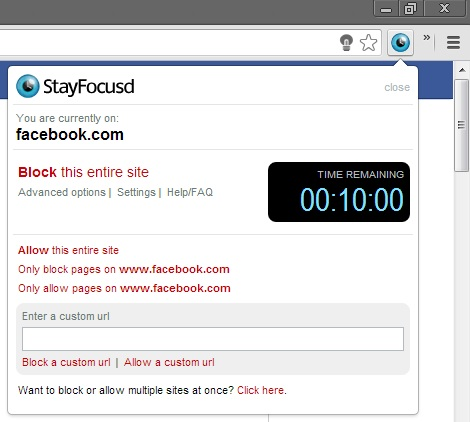 StayFocusd
close
You are currently on:
facebook.com
Block this entire site
Advanced options | Settings | Help/FAQ
TIME REMAINING
00:10:00
Allow this entire site
Only block pages on www.facebook.com
Only allow pages on www.facebook.com
Enter a custom url
Block a custom url | Allow a custom url
Want to block or allow multiple sites at once? Click here.